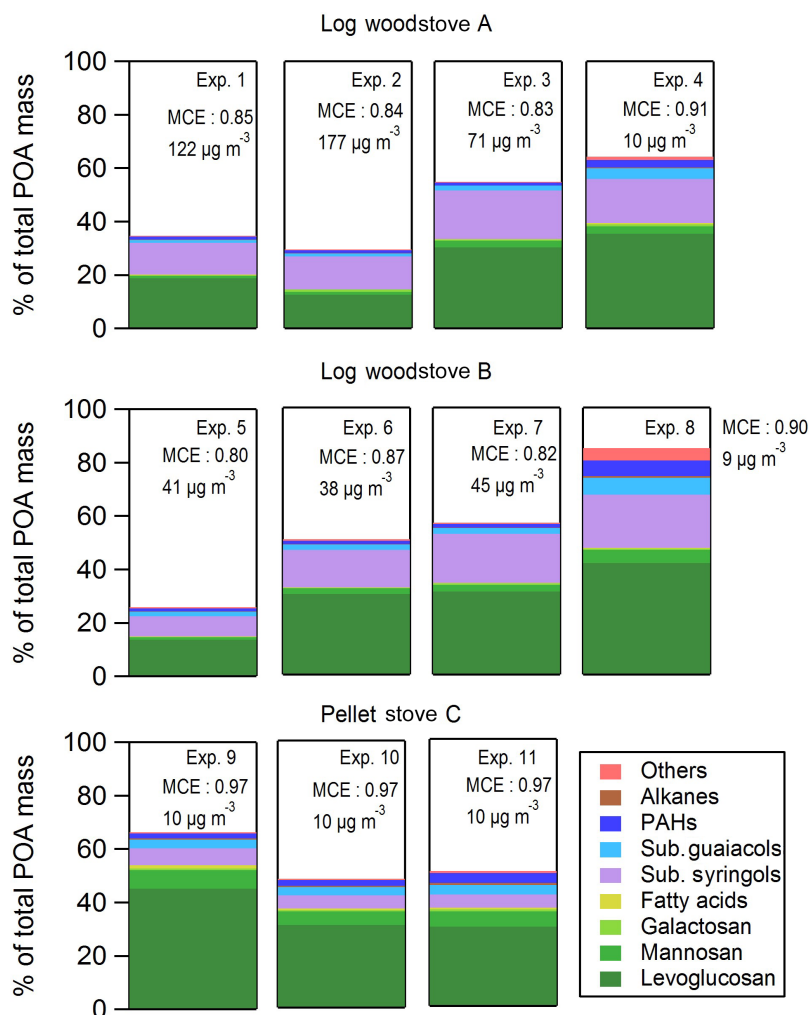 Log woodstove A
% of total POA mass
100
80
60
40
20
0
Exp. 1
MCE : 0.85
122 µg m-3
Exp. 2
MCE : 0.84
177 µg m-3
Exp. 3
MCE : 0.83
71 µg m-3
Exp. 4
MCE : 0.91
10 µg m-3
Log woodstove B
% of total POA mass
100
80
60
40
20
0
Exp. 5
MCE : 0.80
41 µg m-3
Exp. 6
MCE : 0.87
38 µg m-3
Exp. 7
MCE : 0.82
45 µg m-3
Exp. 8
MCE : 0.90
9 µg m-3
Pellet stove C
% of total POA mass
100
80
60
40
20
0
Exp. 9
MCE : 0.97
10 µg m-3
Exp. 10
MCE : 0.97
10 µg m-3
Exp. 11
MCE : 0.97
10 µg m-3
Others
Alkanes
PAHs
Sub. guaiacols
Sub. syringols
Fatty acids
Galactosan
Mannosan
Levoglucosan